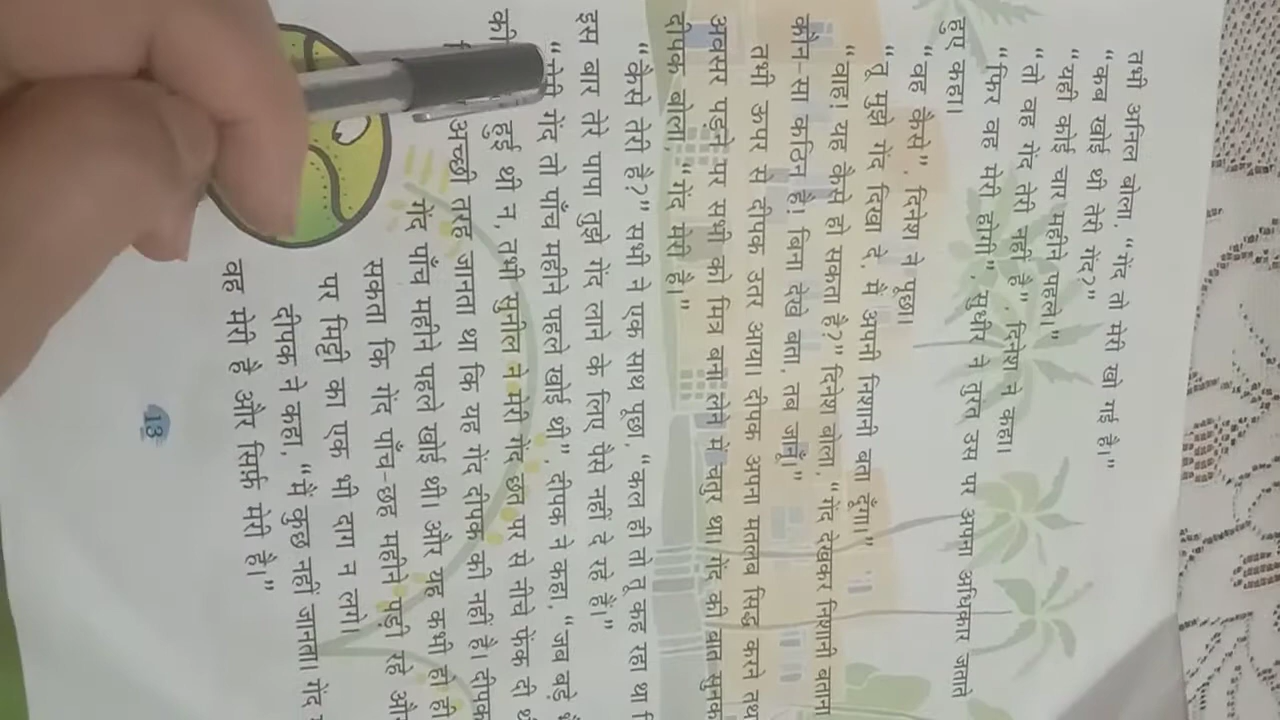 तभी अनिल बोला, “गेंद तो मेरी खो गई है।”
“कब खोई थी तेरी गेंद?”
“यही कोई चार महीने पहले।”
“तो वह गेंद तेरी नहीं है”, दिनेश ने कहा।
“फिर वह मेरी होगी”, सुधीर ने तुरन्त उस पर अपना अधिकार जताते
हुए कहा।
“वह कैसे”, दिनेश ने पूछा।
“तू मुझे गेंद दिखा दे, मैं अपनी निशानी बता दूँगा।”
“वाह! यह कैसे हो सकता है?” दिनेश बोला, “गेंद देखकर निशानी बताना
कौन-सा कठिन है। बिना देखे बता, तब जानूँ।”
तभी ऊपर से दीपक उतर आया। दीपक अपना मतलब सिद्ध करने
अवसर पड़ने पर सभी को मित्र बना लेने में चतुर था। गेंद की बात
दीपक बोला, “गेंद मेरी है।”
“कैसे तेरी है?” सभी ने एक साथ पूछा, “कल ही तो तू कह रहा था
इस बार तेरे पापा तुझे गेंद लाने के लिए पैसे नहीं दे रहे हैं।”
“मेरी गेंद तो पाँच महीने पहले खोई थी”, दीपक ने कहा, “जब बड़े
की हुई थी न, तभी सुनील ने मेरी गेंद छत पर से नीचे फेंक दी
अच्छी तरह जानता था कि यह गेंद दीपक की नहीं है। दीपक
गेंद पाँच महीने पहले खोई थी। और यह कभी हो ही
सकता कि गेंद पाँच-छह महीने पड़ी रहे
पर मिट्टी का एक भी दाग न लगे।
दीपक ने कहा, “मैं कुछ नहीं जानता। गेंद
वह मेरी है और सिर्फ़ मेरी है।”
13